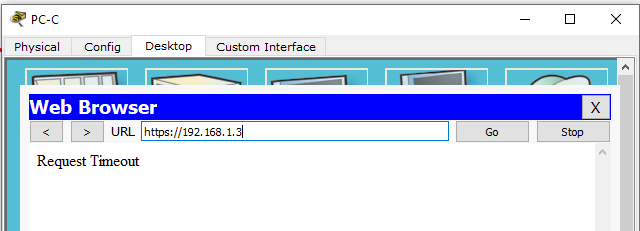 PC-C
Physical Config Desktop Custom Interface
Web Browser X
< > URL https://192.168.1.3 Go Stop
Request Timeout